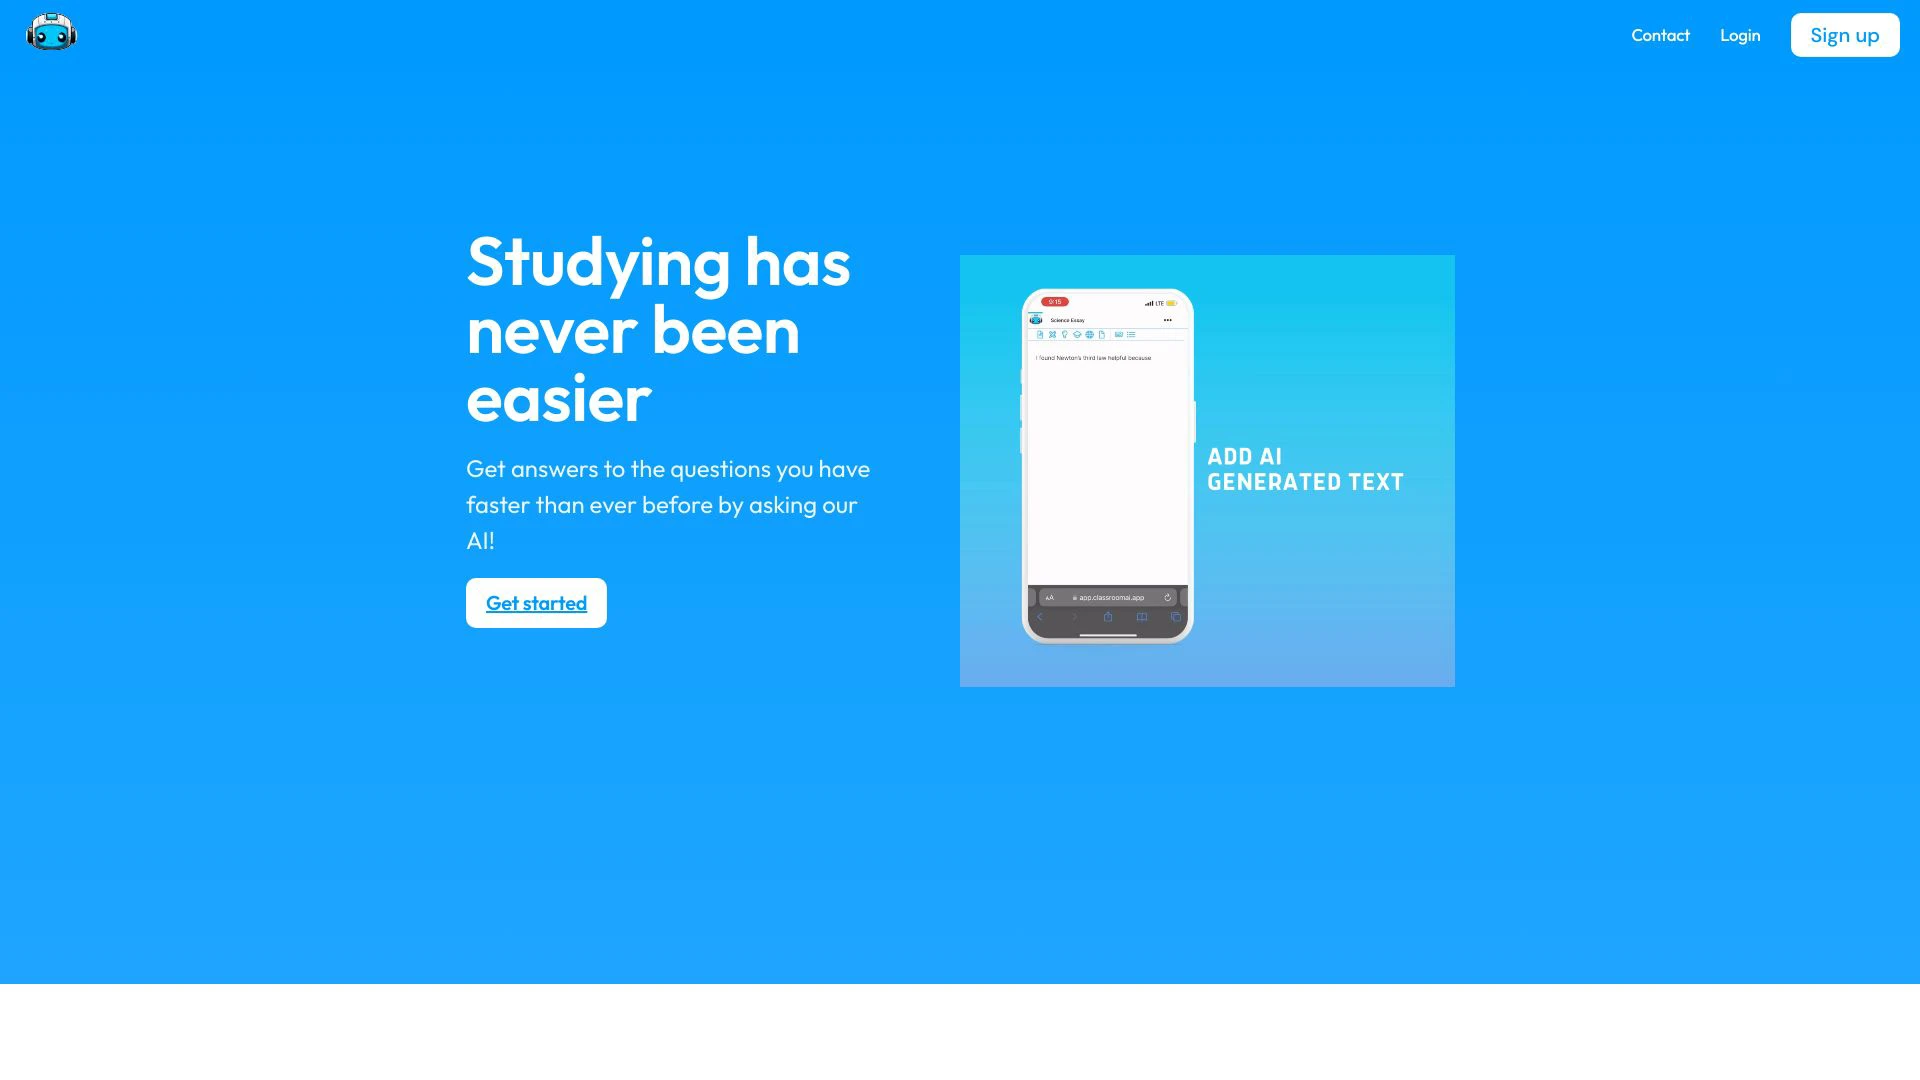 Contact
Login
Sign up
Studying has
never been
easier
Get answers to the questions you have
faster than ever before by asking our
AI!
Get started
9:15
LTE
Science Essay
I found Newton's third law helpful because
ADD AI
GENERATED TEXT
AA
app.classroomai.app